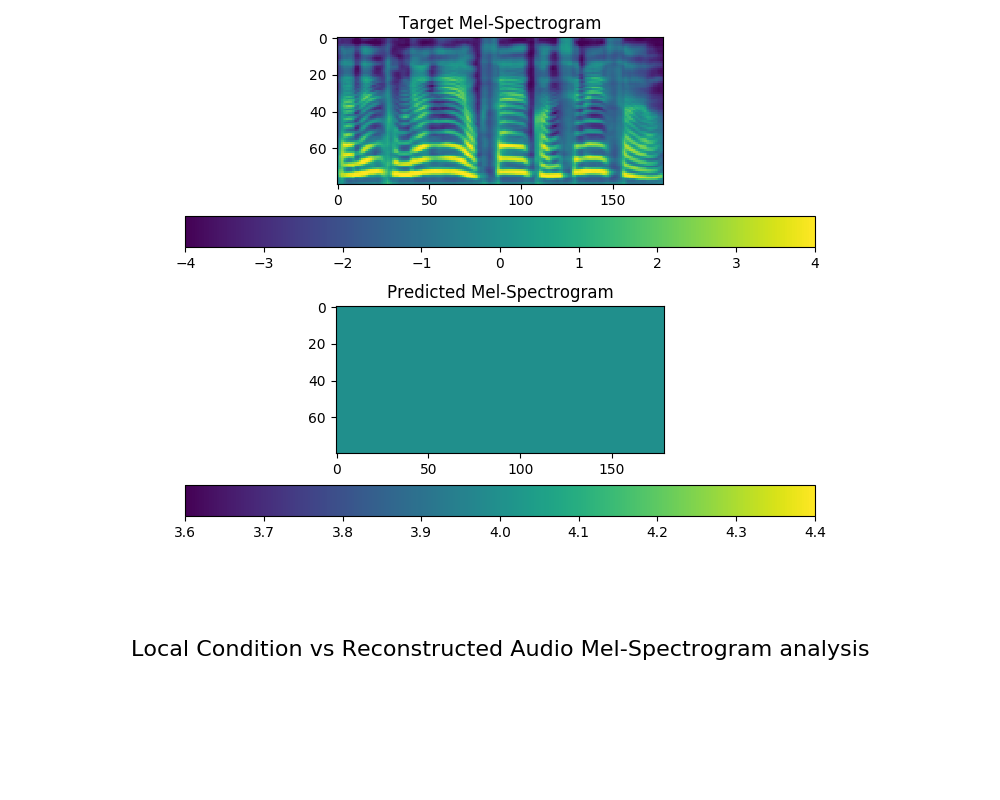 Target Mel-Spectrogram
0
20
40
60
0 50 100 150
−4 −3 −2 −1 0 1 2 3 4
Predicted Mel-Spectrogram
0
20
40
60
0 50 100 150
3.6 3.7 3.8 3.9 4.0 4.1 4.2 4.3 4.4
Local Condition vs Reconstructed Audio Mel-Spectrogram analysis